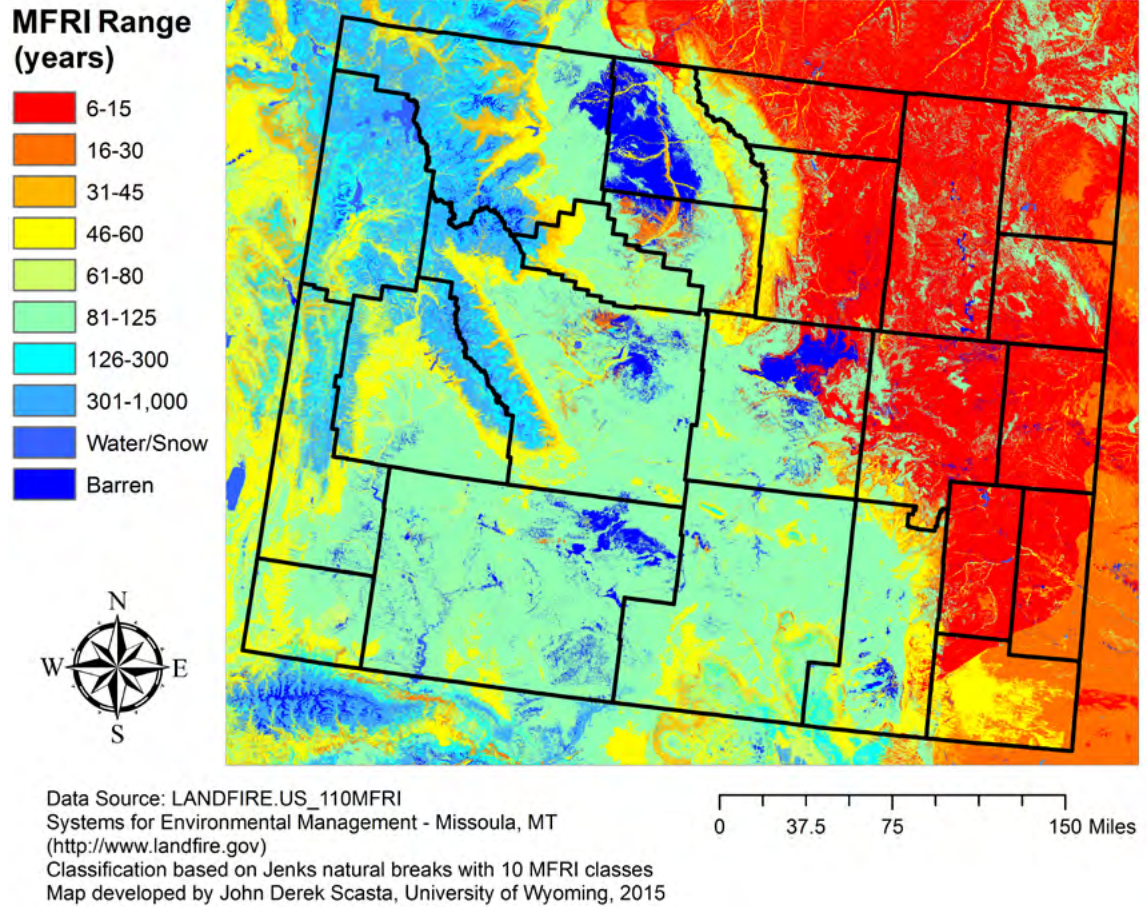 MFRI Range
(years)
6-15
16-30
31-45
46-60
61-80
81-125
126-300
301-1,000
Water/Snow
Barren
N
W E
S
Data Source: LANDFIRE.US_110MFRI
Systems for Environmental Management - Missoula, MT
(http://www.landfire.gov)
Classification based on Jenks natural breaks with 10 MFRI classes
Map developed by John Derek Scasta, University of Wyoming, 2015
0 37.5 75 150 Miles